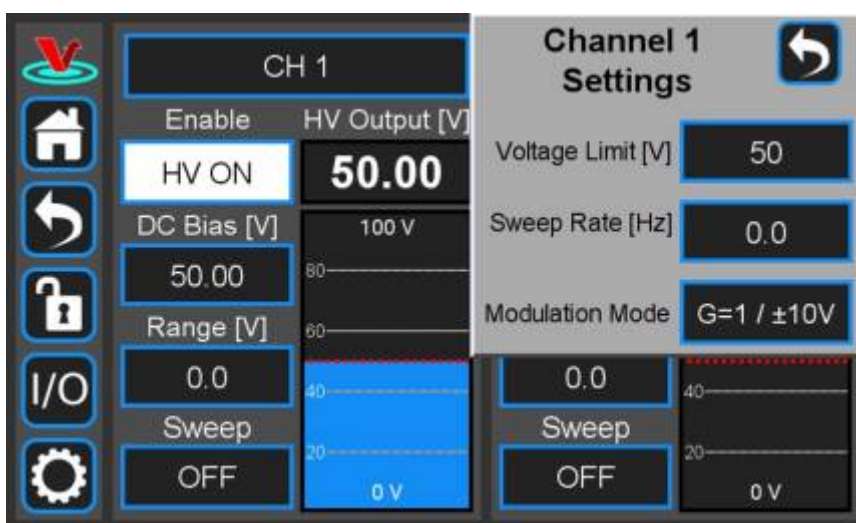 CH 1
Enable
HV Output [V]
HV ON
50.00
DC Bias [V]
100 V
50.00
80
Range [V]
60
I/O
0.0
40
Sweep
20
OFF
0 V
Channel 1
Settings
Voltage Limit [V]
50
Sweep Rate [Hz]
0.0
Modulation Mode
G=1 / ±10V
0.0
40
Sweep
20
OFF
0 V